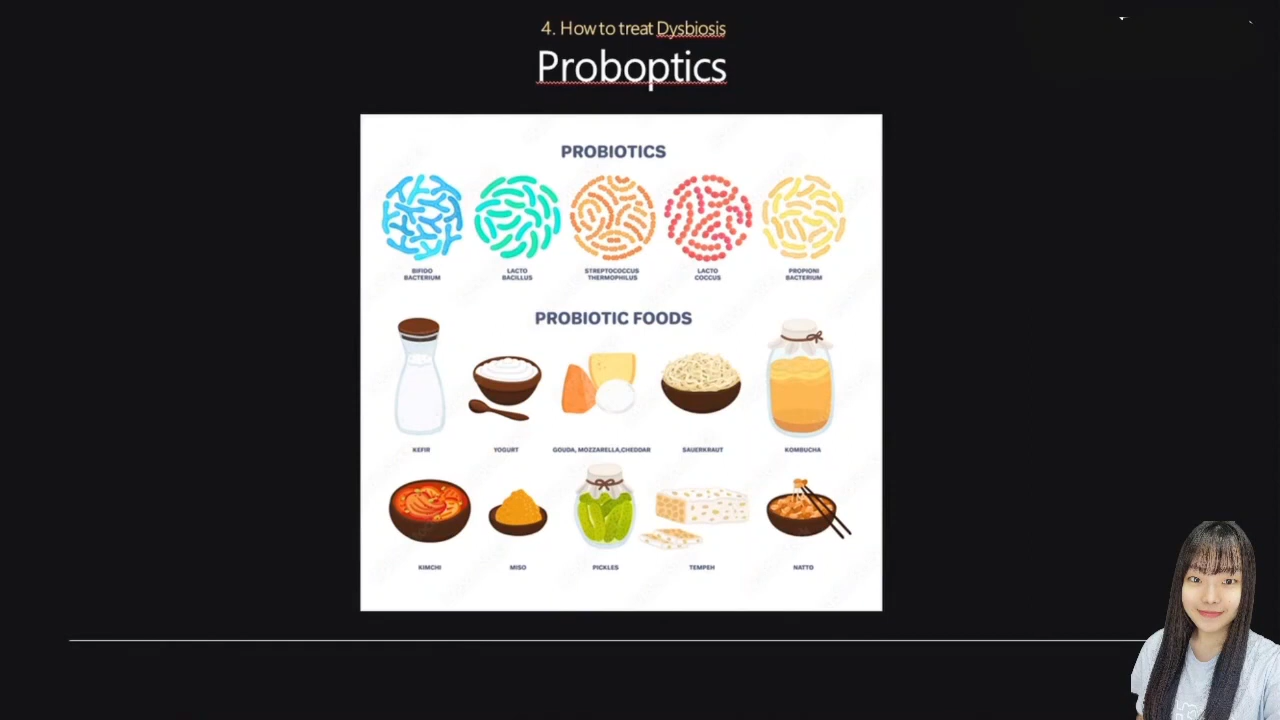 4. How to treat Dysbiosis
Proboptics
PROBIOTICS
BIFIDO
BACTERIUM
LACTO
BACILLUS
STREPTOCOCCUS
THERMOPHILUS
LACTO
COCCUS
PROPIONI
BACTERIUM
PROBIOTIC FOODS
KEFIR
YOGURT
GOUDA, MOZZARELLA,CHEDDAR
SAUERKRAUT
KOMBUCHA
KIMCHI
MISO
PICKLES
TEMPEH
NATTO